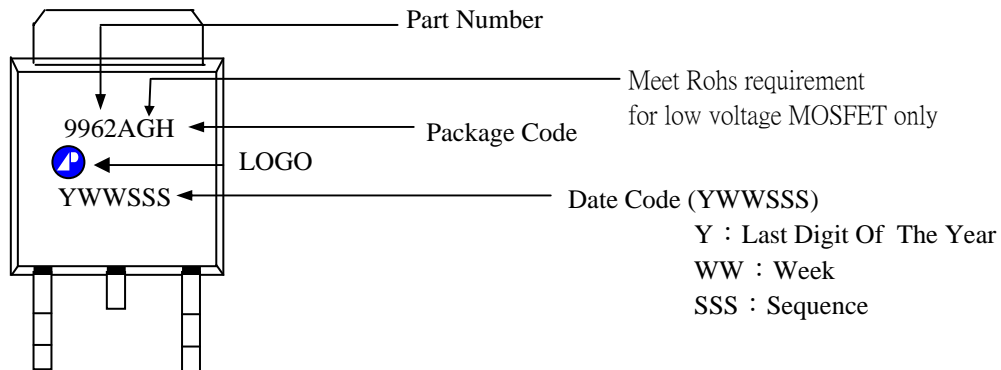 Part Number
Meet Rohs requirement
for low voltage MOSFET only
9962AGH
Package Code
LOGO
YWWSSS
Date Code (YWWSSS)
Y：Last Digit Of The Year
WW：Week
SSS：Sequence